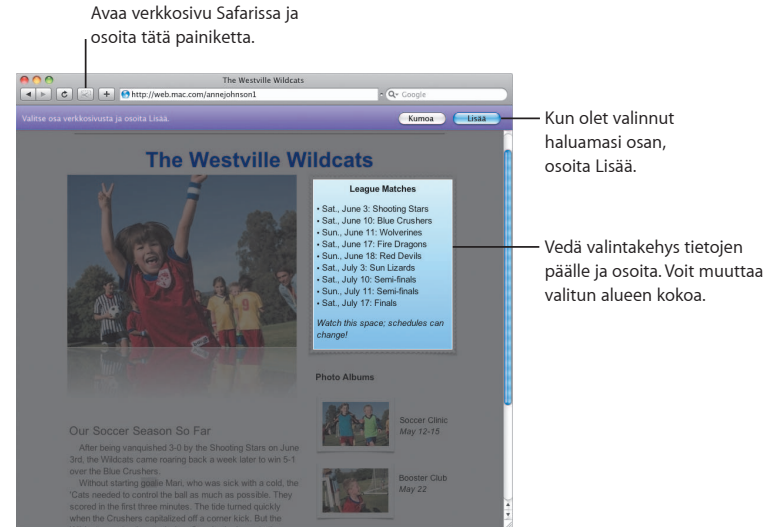 Avaa verkkosivu Safarissa ja
osoita tätä painiketta.
The Westville Wildcats
http://web.mac.com/annejohnson1
Google
Valitse osa verkkosivusta ja osoita Lisää.
Kumoa
Lisää
Kun olet valinnut
haluamasi osan,
osoita Lisää.
The Westville Wildcats
League Matches
• Sat., June 3: Shooting Stars
• Sat., June 10: Blue Crushers
• Sun., June 11: Wolverines
• Sat., June 17: Fire Dragons
• Sun., June 18: Red Devils
• Sat., July 3: Sun Lizards
• Sat., July 10: Semi-finals
• Sun., July 11: Semi-finals
• Sat., July 17: Finals
Watch this space; schedules can
change!
Vedä valintakehys tietojen
päälle ja osoita. Voit muuttaa
valitun alueen kokoa.
Photo Albums
Soccer Clinic
May 12-15
Booster Club
May 22
Our Soccer Season So Far
After being vanquished 3-0 by the Shooting Stars on June
3rd, the Wildcats came roaring back a week later to win 5-1
over the Blue Crushers.
Without starting goalie Man, who was sick with a cold, the
'Cats needed to control the ball as much as possible. They
scored in the first three minutes. The tide turned quickly
when the Crushers capitalized off a corner kick. But the